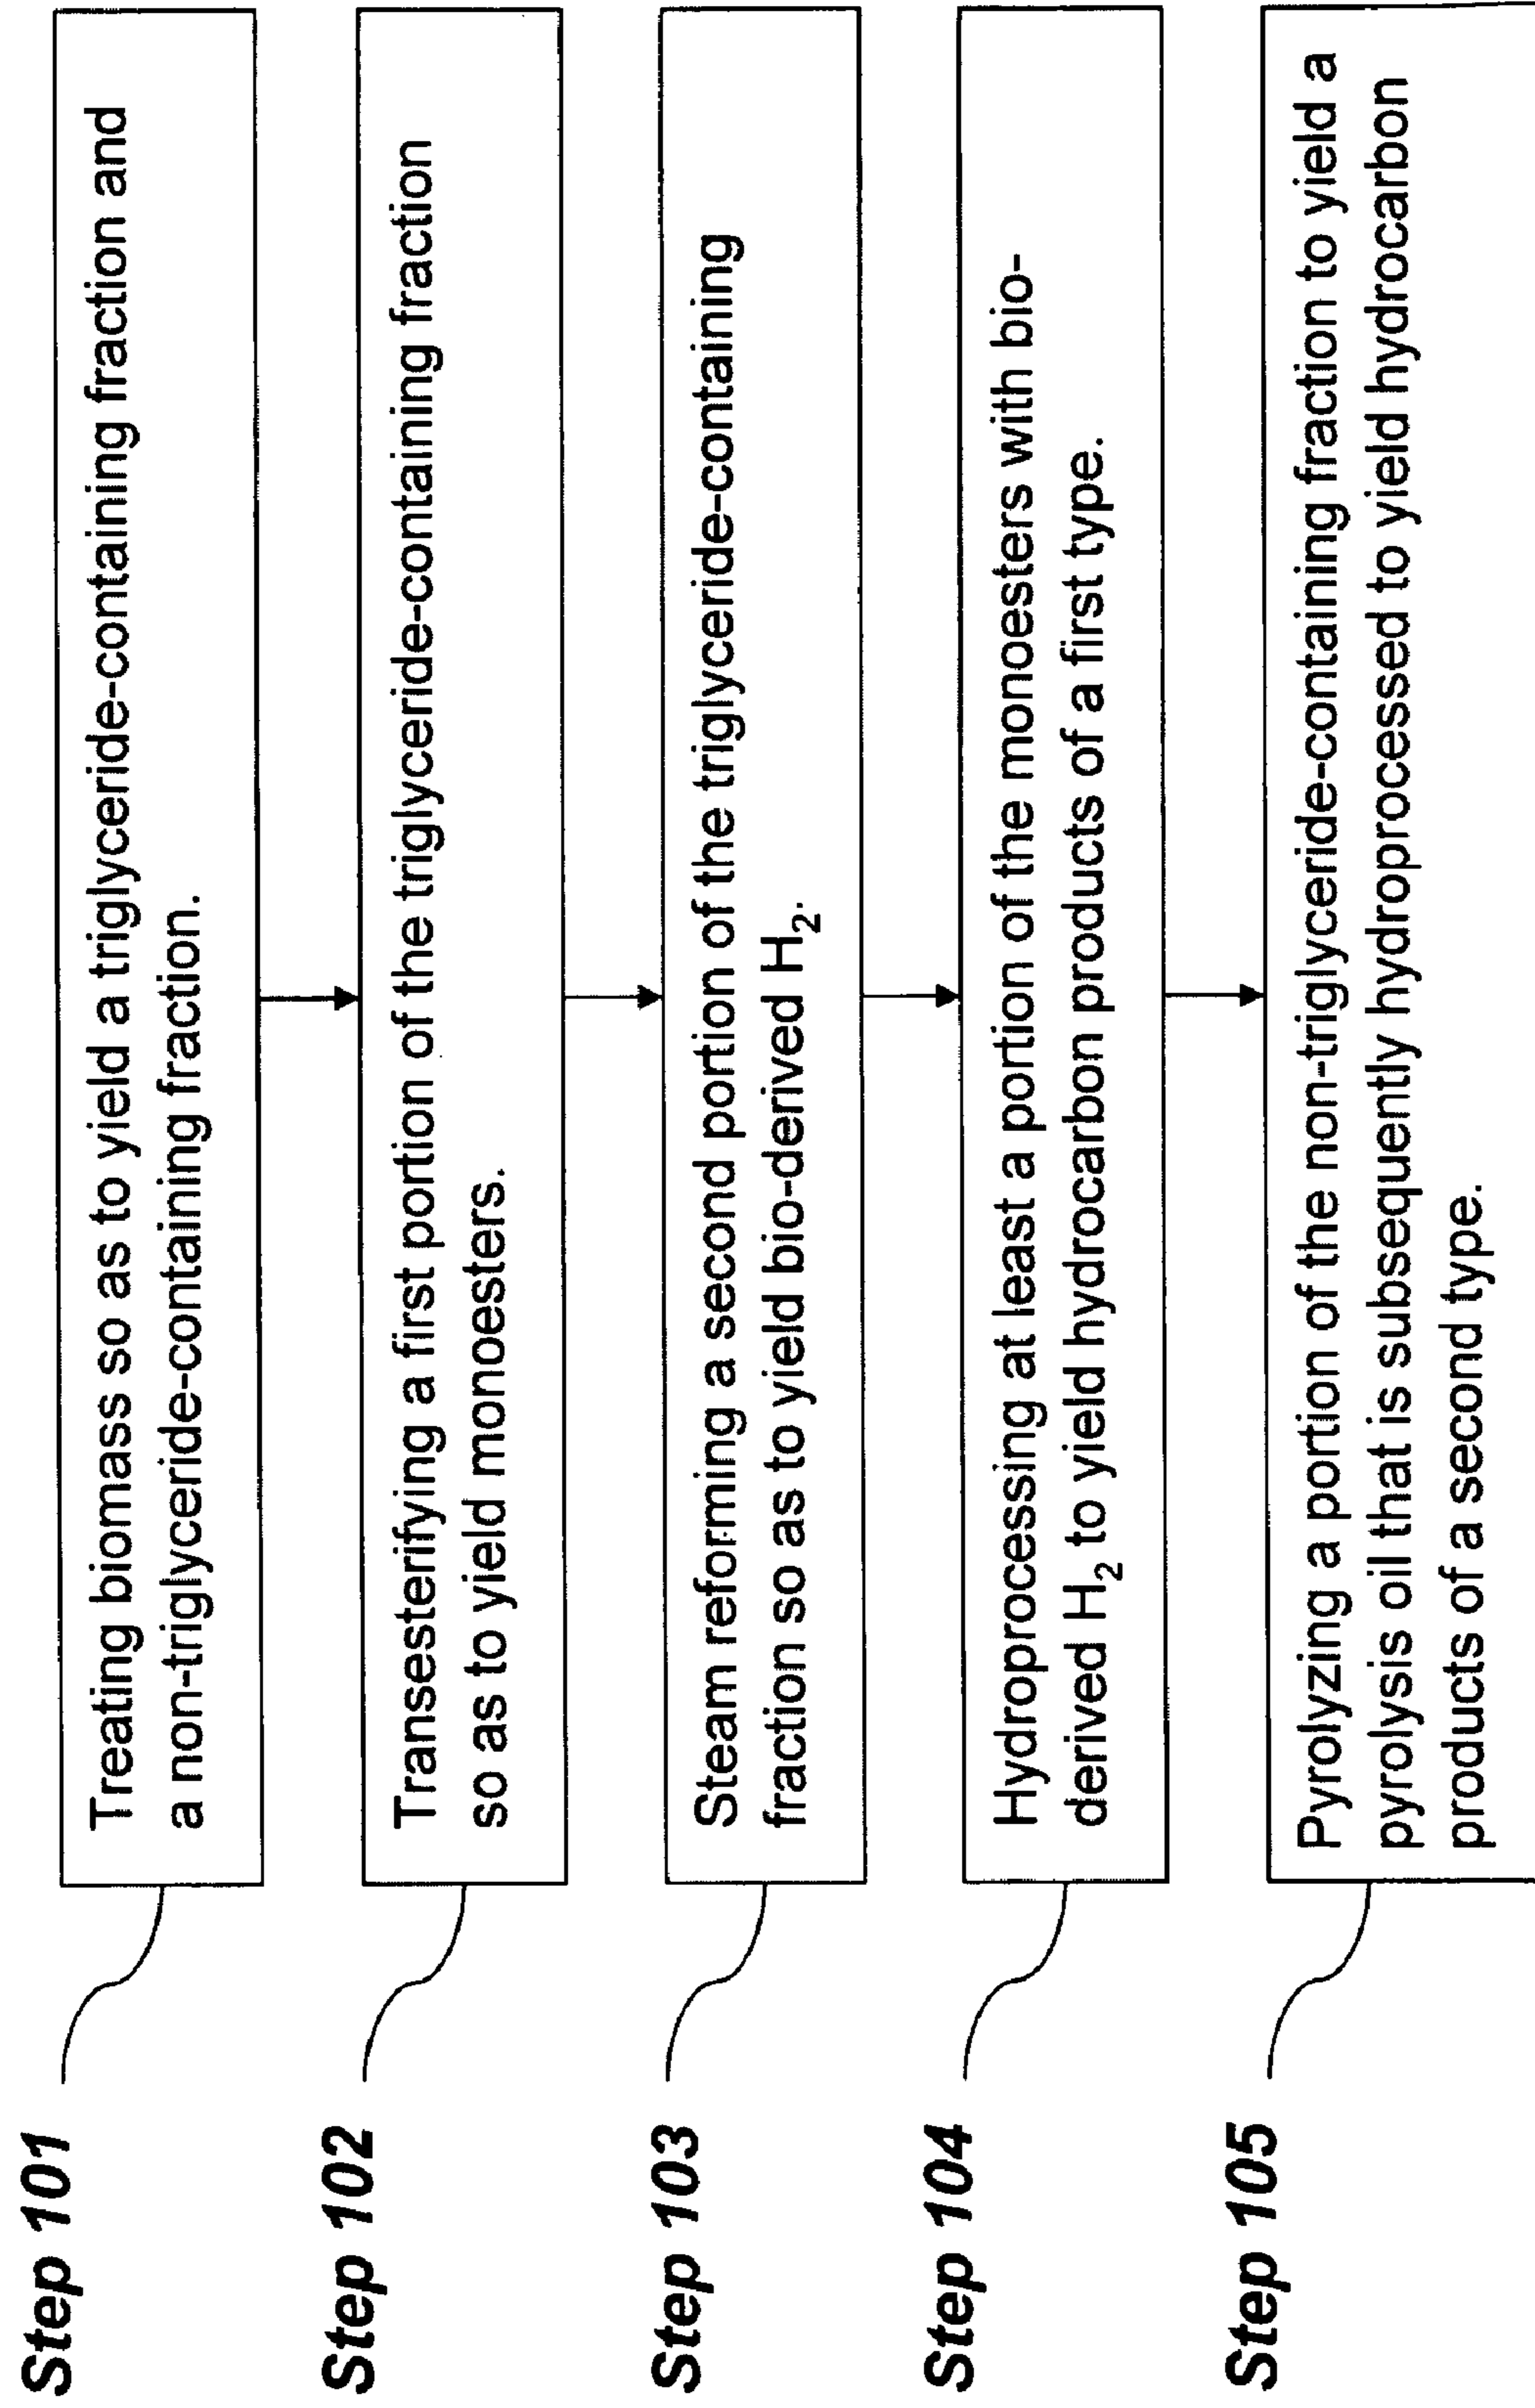 Step 101
Treating biomass so as to yield a triglyceride-containing fraction and
a non-triglyceride-containing fraction.
Step 102
Transesterifying a first portion of the triglyceride-containing fraction
so as to yield monoesters.
Step 103
Steam reforming a second portion of the triglyceride-containing
fraction so as to yield bio-derived H₂.
Step 104
Hydroprocessing at least a portion of the monoesters with bio-
derived H₂ to yield hydrocarbon products of a first type.
Step 105
Pyrolyzing a portion of the non-triglyceride-containing fraction to yield a
pyrolysis oil that is subsequently hydroprocessed to yield hydrocarbon
products of a second type.